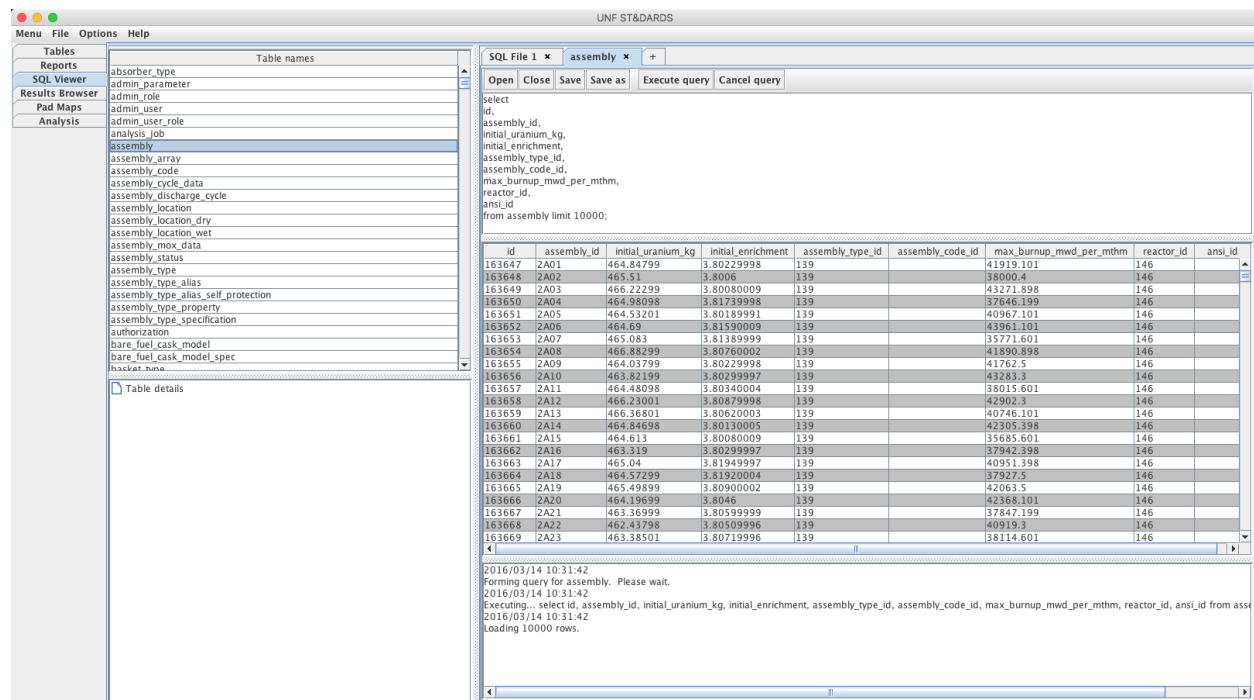 UNF ST&DARDS
Menu File Options Help
Tables
Reports
SQL Viewer
Results Browser
Pad Maps
Analysis
Table names
absorber_type
admin_parameter
admin_role
admin_user
admin_user_role
analysis_job
assembly
assembly_array
assembly_code
assembly_cycle_data
assembly_discharge_cycle
assembly_location
assembly_location_dry
assembly_location_wet
assembly_mox_data
assembly_status
assembly_type
assembly_type_alias
assembly_type_alias_self_protection
assembly_type_property
assembly_type_specification
authorization
bare_fuel_cask_model
bare_fuel_cask_model_spec
basket_type
Table details
SQL File 1 × assembly × +
Open Close Save Save as Execute query Cancel query
select
id,
assembly_id,
initial_uranium_kg,
initial_enrichment,
assembly_type_id,
assembly_code_id,
max_burnup_mwd_per_mthm,
reactor_id,
ansi_id
from assembly limit 10000;
id assembly_id initial_uranium_kg initial_enrichment assembly_type_id assembly_code_id max_burnup_mwd_per_mthm reactor_id ansi_id
163647 2A01 464.84799 3.80229998 139 41919.101 146
163648 2A02 465.51 3.8006 139 38000.4 146
163649 2A03 466.22299 3.80080009 139 43271.898 146
163650 2A04 464.98098 3.81739998 139 37646.199 146
163651 2A05 464.53201 3.80189991 139 40967.101 146
163652 2A06 464.69 3.81590009 139 43961.101 146
163653 2A07 465.083 3.81389999 139 35771.601 146
163654 2A08 466.88299 3.80760002 139 41890.898 146
163655 2A09 464.03799 3.80229998 139 41762.5 146
163656 2A10 463.82199 3.80299997 139 43283.3 146
163657 2A11 464.48098 3.80340004 139 38015.601 146
163658 2A12 466.23001 3.80879998 139 42902.3 146
163659 2A13 466.36801 3.80620003 139 40746.101 146
163660 2A14 464.84698 3.80130005 139 42305.398 146
163661 2A15 464.613 3.80080009 139 35685.601 146
163662 2A16 463.319 3.80299997 139 37942.398 146
163663 2A17 465.04 3.81949997 139 40951.398 146
163664 2A18 464.57299 3.81920004 139 37927.5 146
163665 2A19 465.49899 3.80900002 139 42063.5 146
163666 2A20 464.19699 3.8046 139 42368.101 146
163667 2A21 463.36999 3.80599999 139 37847.199 146
163668 2A22 462.43798 3.80509996 139 40919.3 146
163669 2A23 463.38501 3.80719996 139 38114.601 146
2016/03/14 10:31:42
Forming query for assembly. Please wait.
2016/03/14 10:31:42
Executing... select id, assembly_id, initial_uranium_kg, initial_enrichment, assembly_type_id, assembly_code_id, max_burnup_mwd_per_mthm, reactor_id, ansi_id from asse
2016/03/14 10:31:42
Loading 10000 rows.